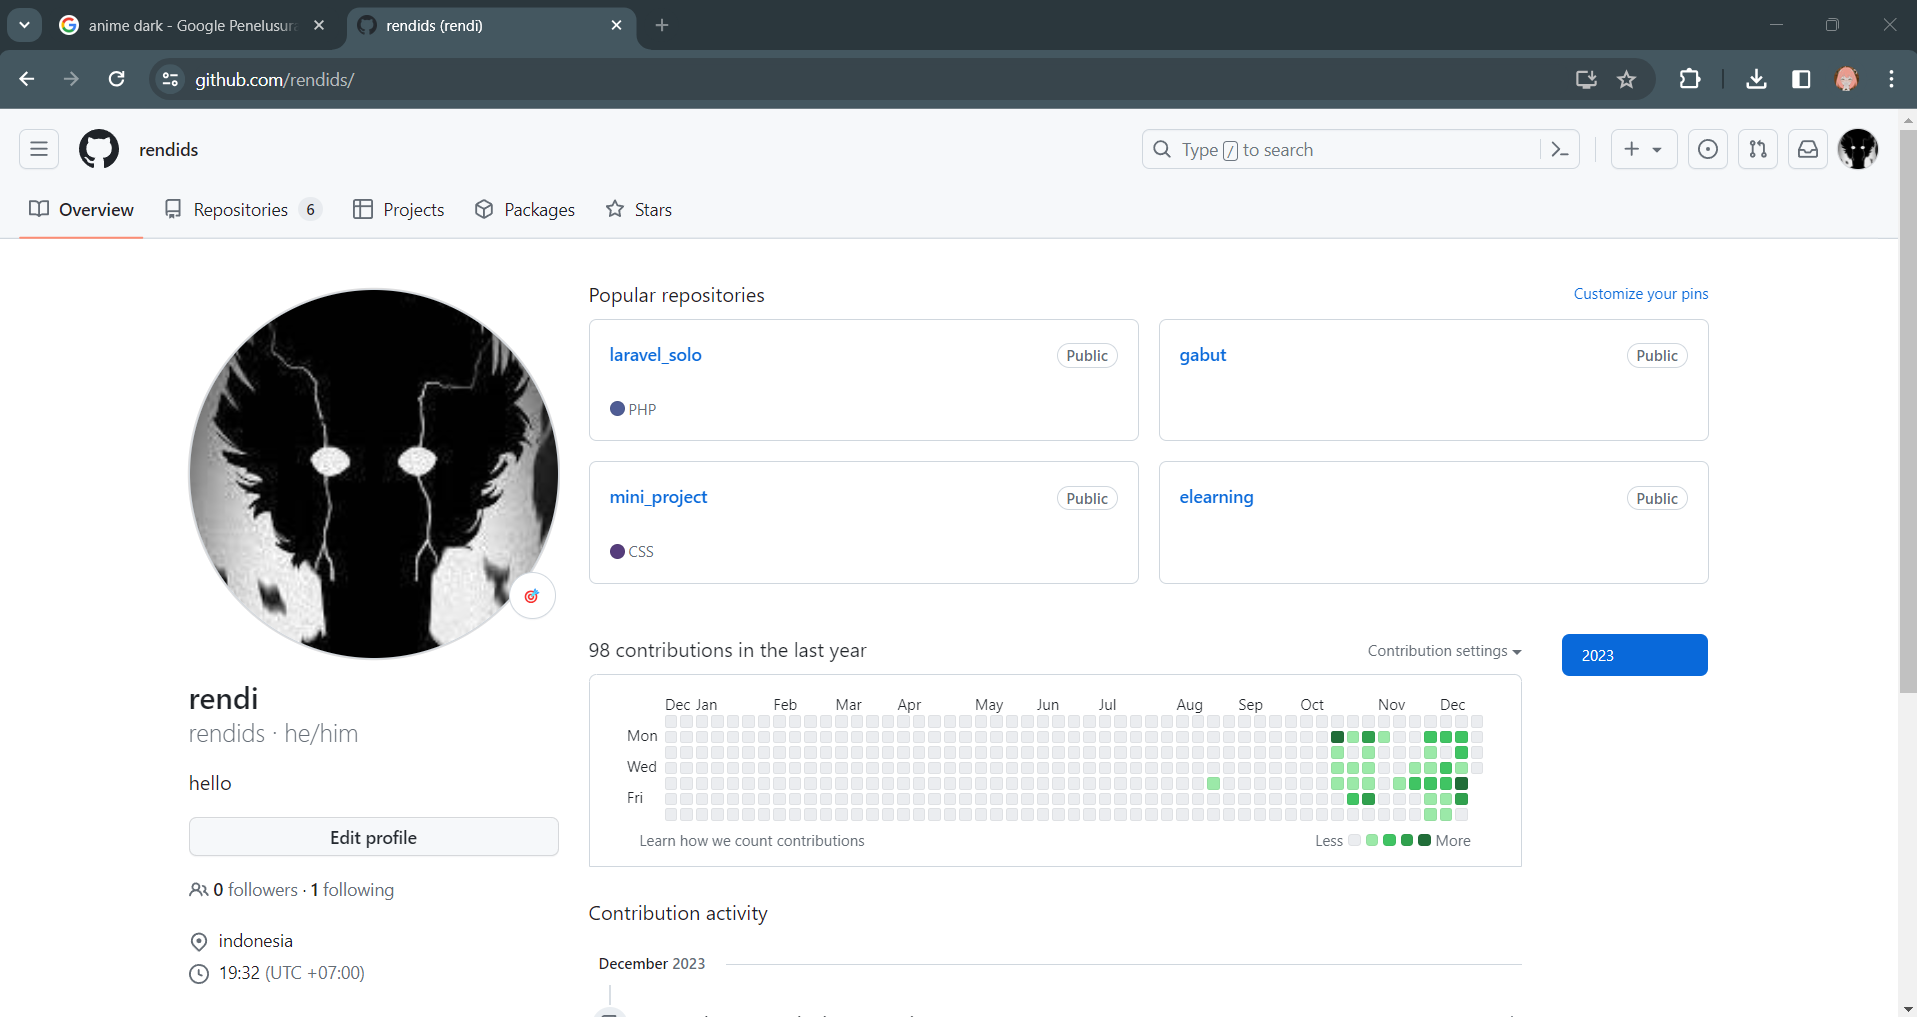 anime dark - Google Penelusura
rendids (rendi)
github.com/rendids/
rendids
Type / to search
Overview
Repositories 6
Projects
Packages
Stars
Popular repositories
Customize your pins
laravel_solo
Public
PHP
gabut
Public
mini_project
Public
CSS
elearning
Public
rendi
rendids · he/him
hello
Edit profile
0 followers · 1 following
indonesia
19:32 (UTC +07:00)
98 contributions in the last year
Contribution settings
2023
Dec Jan Feb Mar Apr May Jun Jul Aug Sep Oct Nov Dec
Mon
Wed
Fri
Learn how we count contributions
Less More
Contribution activity
December 2023